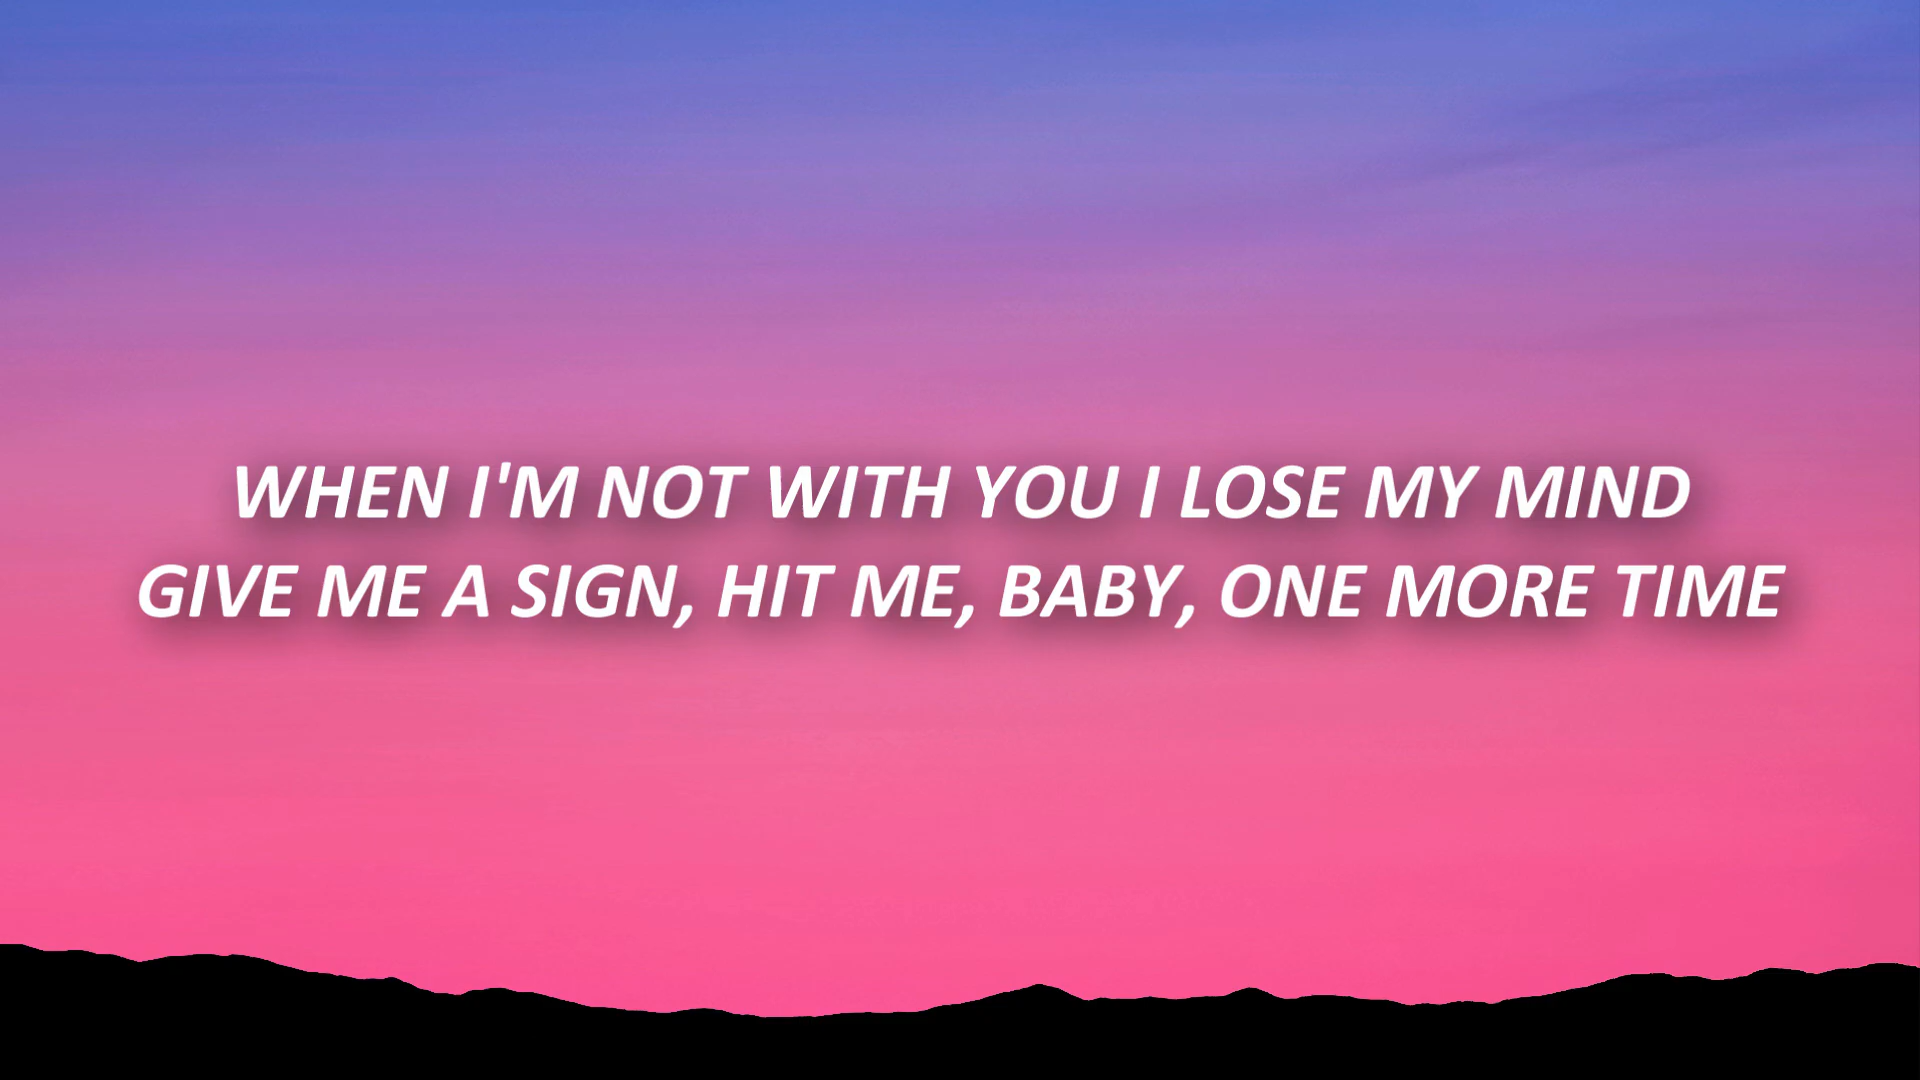 WHEN I'M NOT WITH YOU I LOSE MY MIND
GIVE ME A SIGN, HIT ME, BABY, ONE MORE TIME